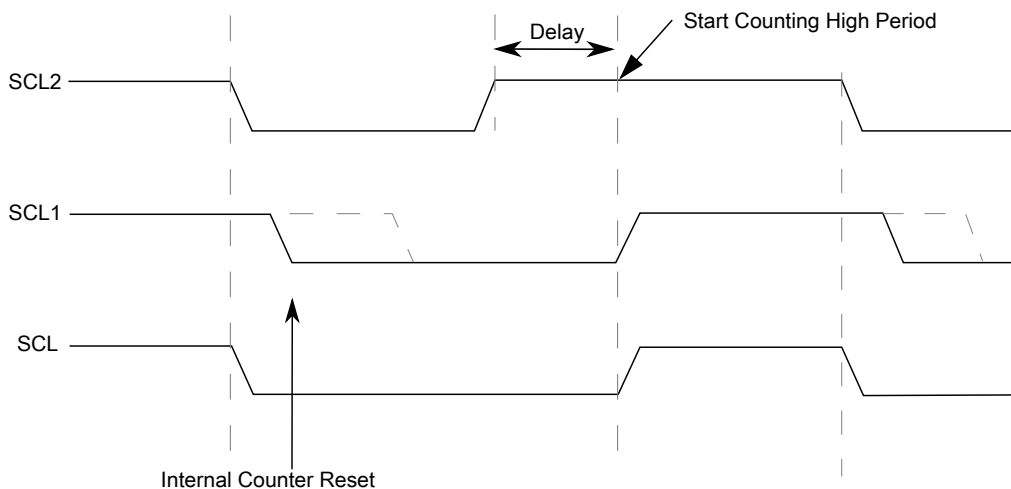 Start Counting High Period
Delay
SCL2
SCL1
SCL
Internal Counter Reset